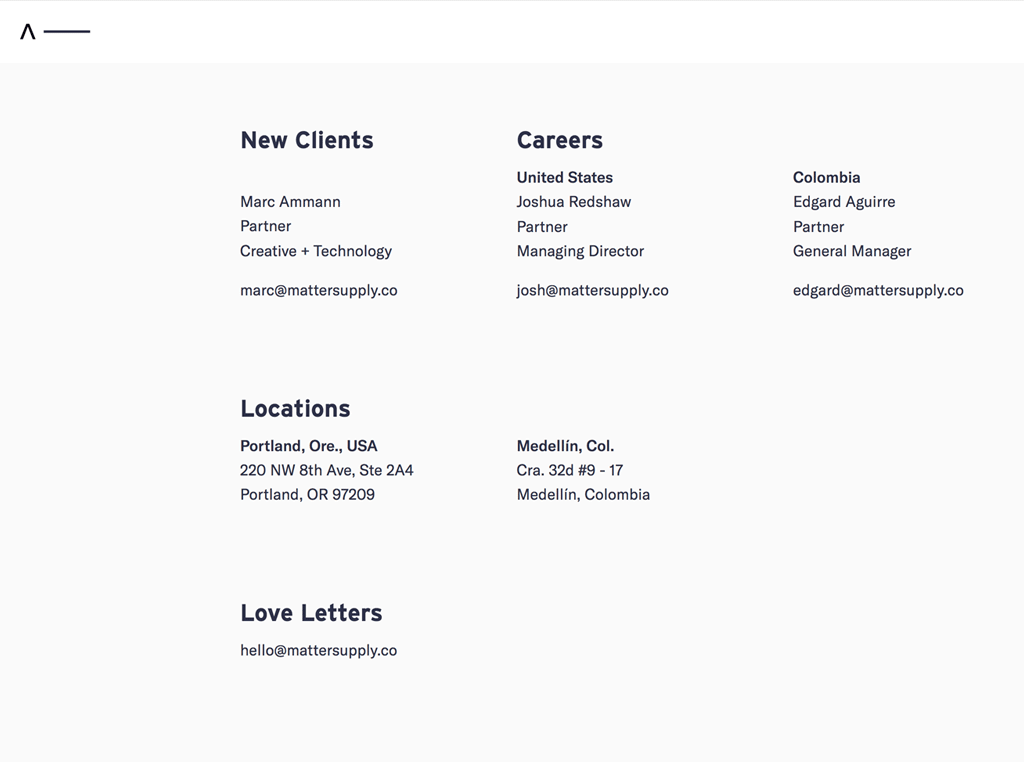 New Clients
Marc Ammann
Partner
Creative + Technology
marc@mattersupply.co
Careers
United States
Joshua Redshaw
Partner
Managing Director
josh@mattersupply.co
Colombia
Edgard Aguirre
Partner
General Manager
edgard@mattersupply.co
Locations
Portland, Ore., USA
220 NW 8th Ave, Ste 2A4
Portland, OR 97209
Medellín, Col.
Cra. 32d #9 - 17
Medellín, Colombia
Love Letters
hello@mattersupply.co